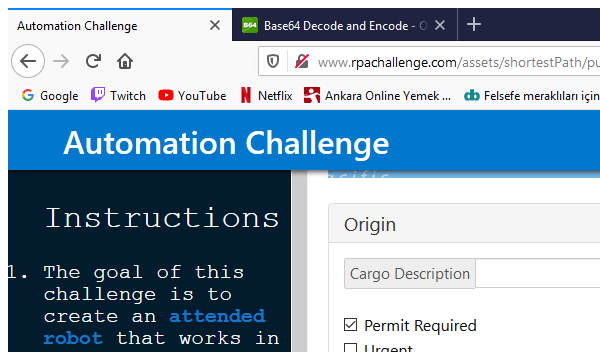 Automation Challenge
B64 Base64 Decode and Encode - O
www.rpachallenge.com/assets/shortestPath/pu
Google Twitch YouTube Netflix Ankara Online Yemek ... Felsefe meraklıları için
Automation Challenge
acific
Instructions
Origin
1. The goal of this
challenge is to
create an attended
robot that works in
Cargo Description
Permit Required
Urgent